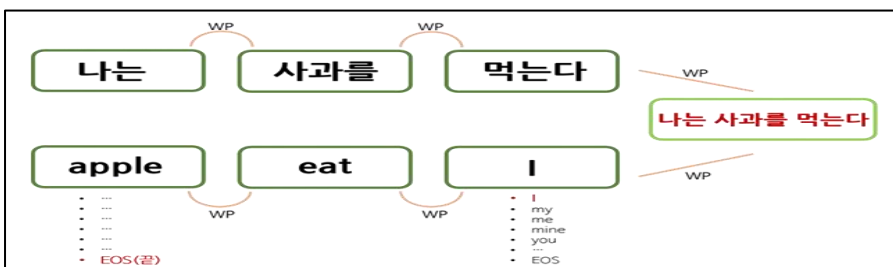 WP WP
나는 사과를 먹는다
WP
나는 사과를 먹는다
apple eat I
WP
WP WP
• ...
• ...
• ...
• ...
• ...
• ...
• EOS(끝)
• I
• my
• me
• mine
• you
• ...
• EOS